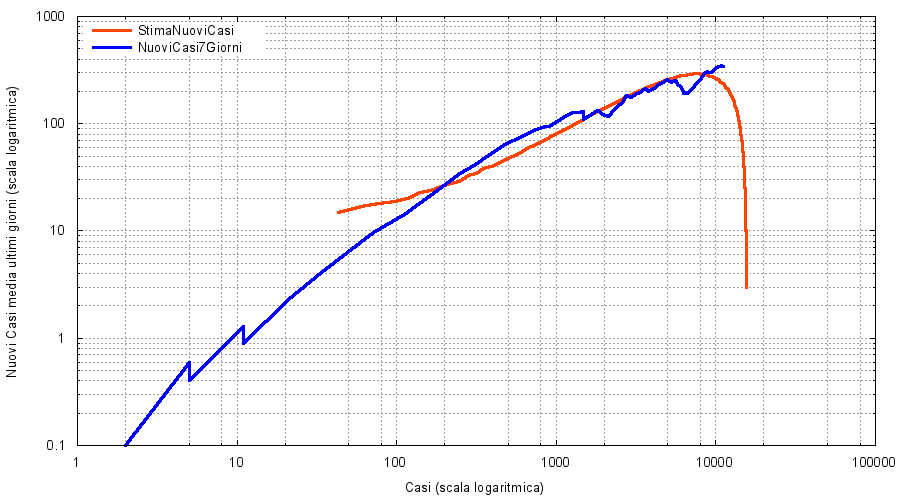 1000
StimaNuoviCasi
NuoviCasi7Giorni
100
10
1
0.1
1
10
100
1000
10000
100000
Nuovi Casi media ultimi giorni (scala logaritmica)
Casi (scala logaritmica)